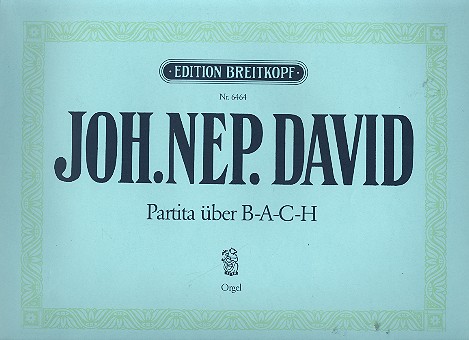 ·EDITION BREITKOPF·
Nr. 6464
JOH. NEP. DAVID
Partita über B-A-C-H
Orgel